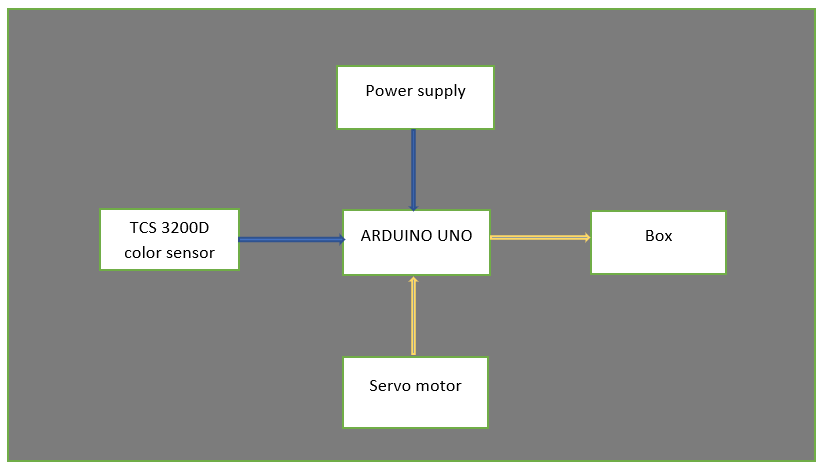 Power supply
TCS 3200D
color sensor
ARDUINO UNO
Box
Servo motor